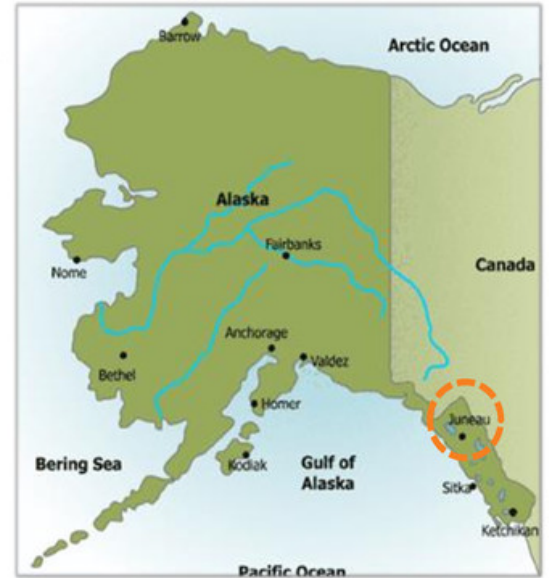 Barrow
Arctic Ocean
Alaska
Fairbanks
Nome
Canada
Anchorage
Valdez
Bethel
Homer
Juneau
Bering Sea
Kodiak
Gulf of
Alaska
Sitka
Ketchikan
Pacific Ocean